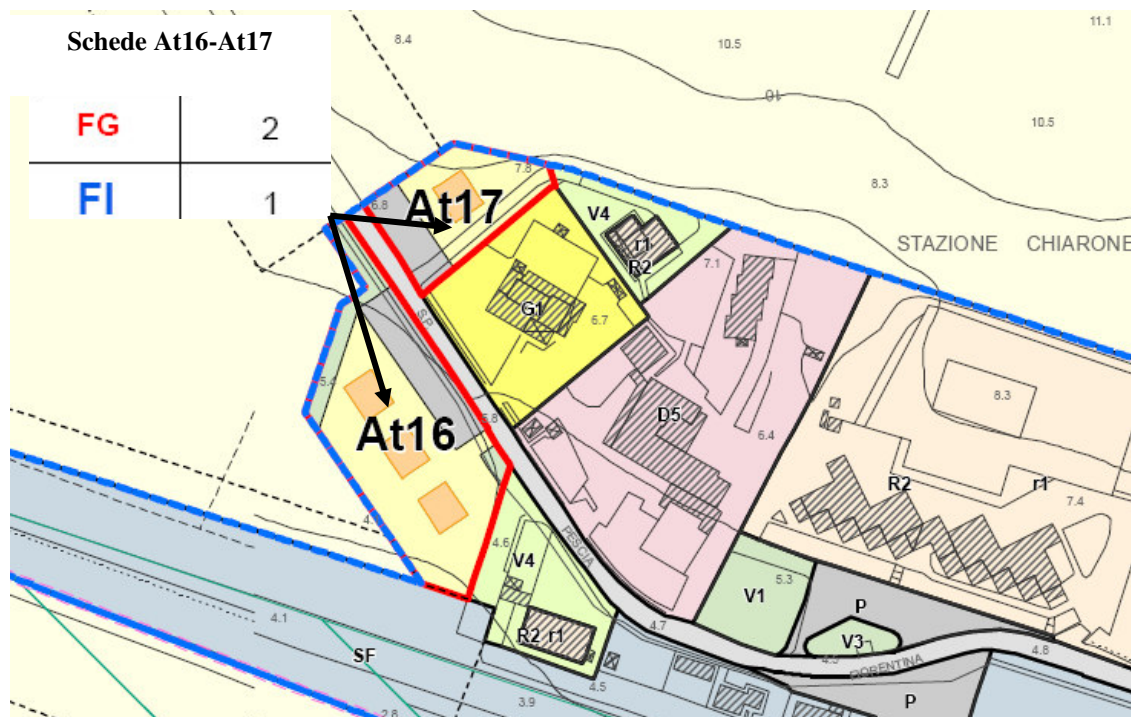 Schede At16-At17
FG 2
FI 1
8.4
10.5
11.1
10
10.5
8.3
7.8
6.8
At17
V4
r1
R2
STAZIONE CHIARONE
7.1
S.P.
G1
6.7
5.4
8.3
6.8
At16
D5
6.4
R2
r1
7.4
4.6
V4
PESCIA
5.3
V1
P
V3
R2 r1
4.7
4.8
FIORENTINA
4.1
SF
4.5
P
3.9
2.8